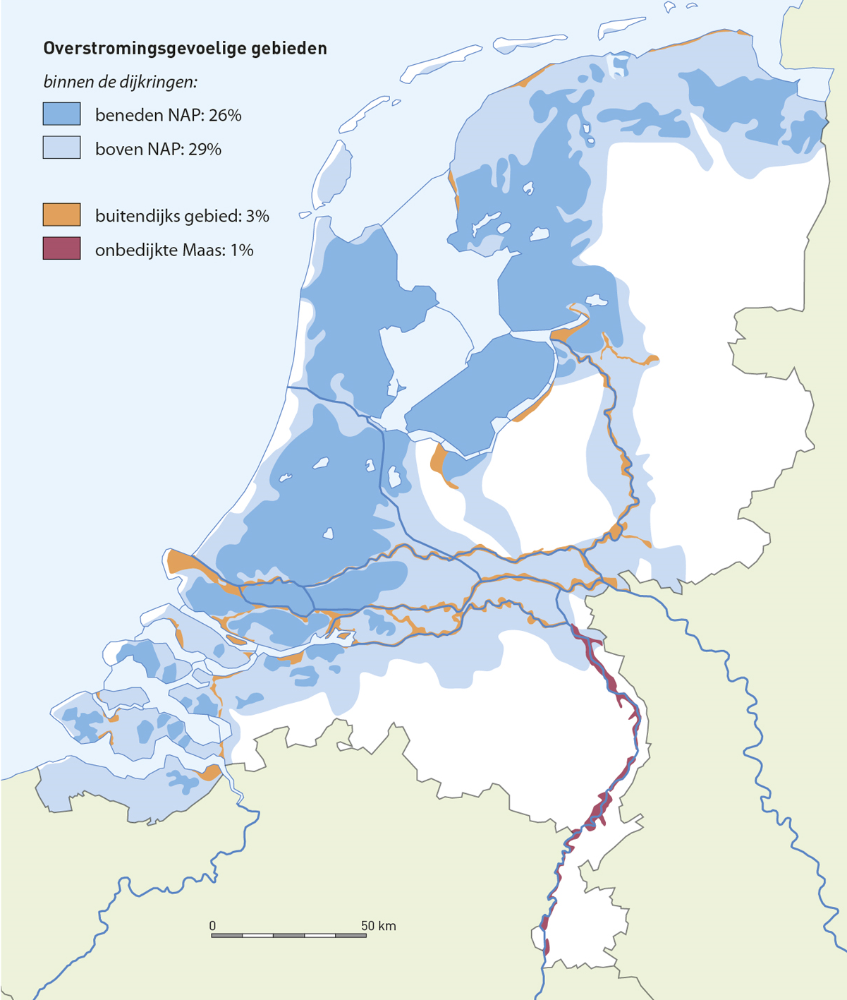 Overstromingsgevoelige gebieden
binnen de dijkringen:
beneden NAP: 26%
boven NAP: 29%
buitendijks gebied: 3%
onbedijkte Maas: 1%
0 50 km